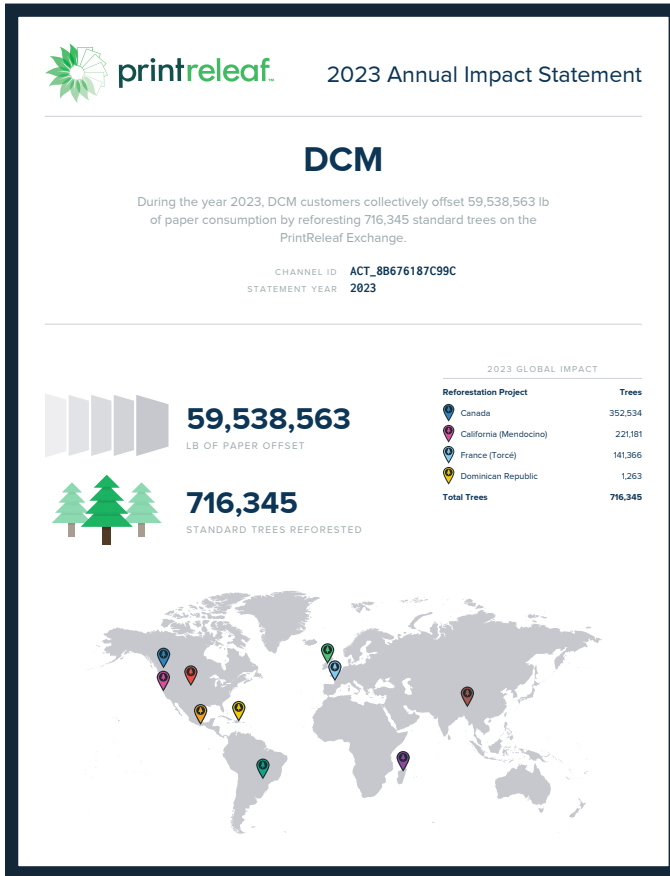 printreleaf™
2023 Annual Impact Statement
DCM
During the year 2023, DCM customers collectively offset 59,538,563 lb
of paper consumption by reforesting 716,345 standard trees on the
PrintReleaf Exchange.
CHANNEL ID ACT_8B676187C99C
STATEMENT YEAR 2023
59,538,563
LB OF PAPER OFFSET
716,345
STANDARD TREES REFORESTED
2023 GLOBAL IMPACT
Reforestation Project Trees
Canada 352,534
California (Mendocino) 221,181
France (Torcé) 141,366
Dominican Republic 1,263
Total Trees 716,345